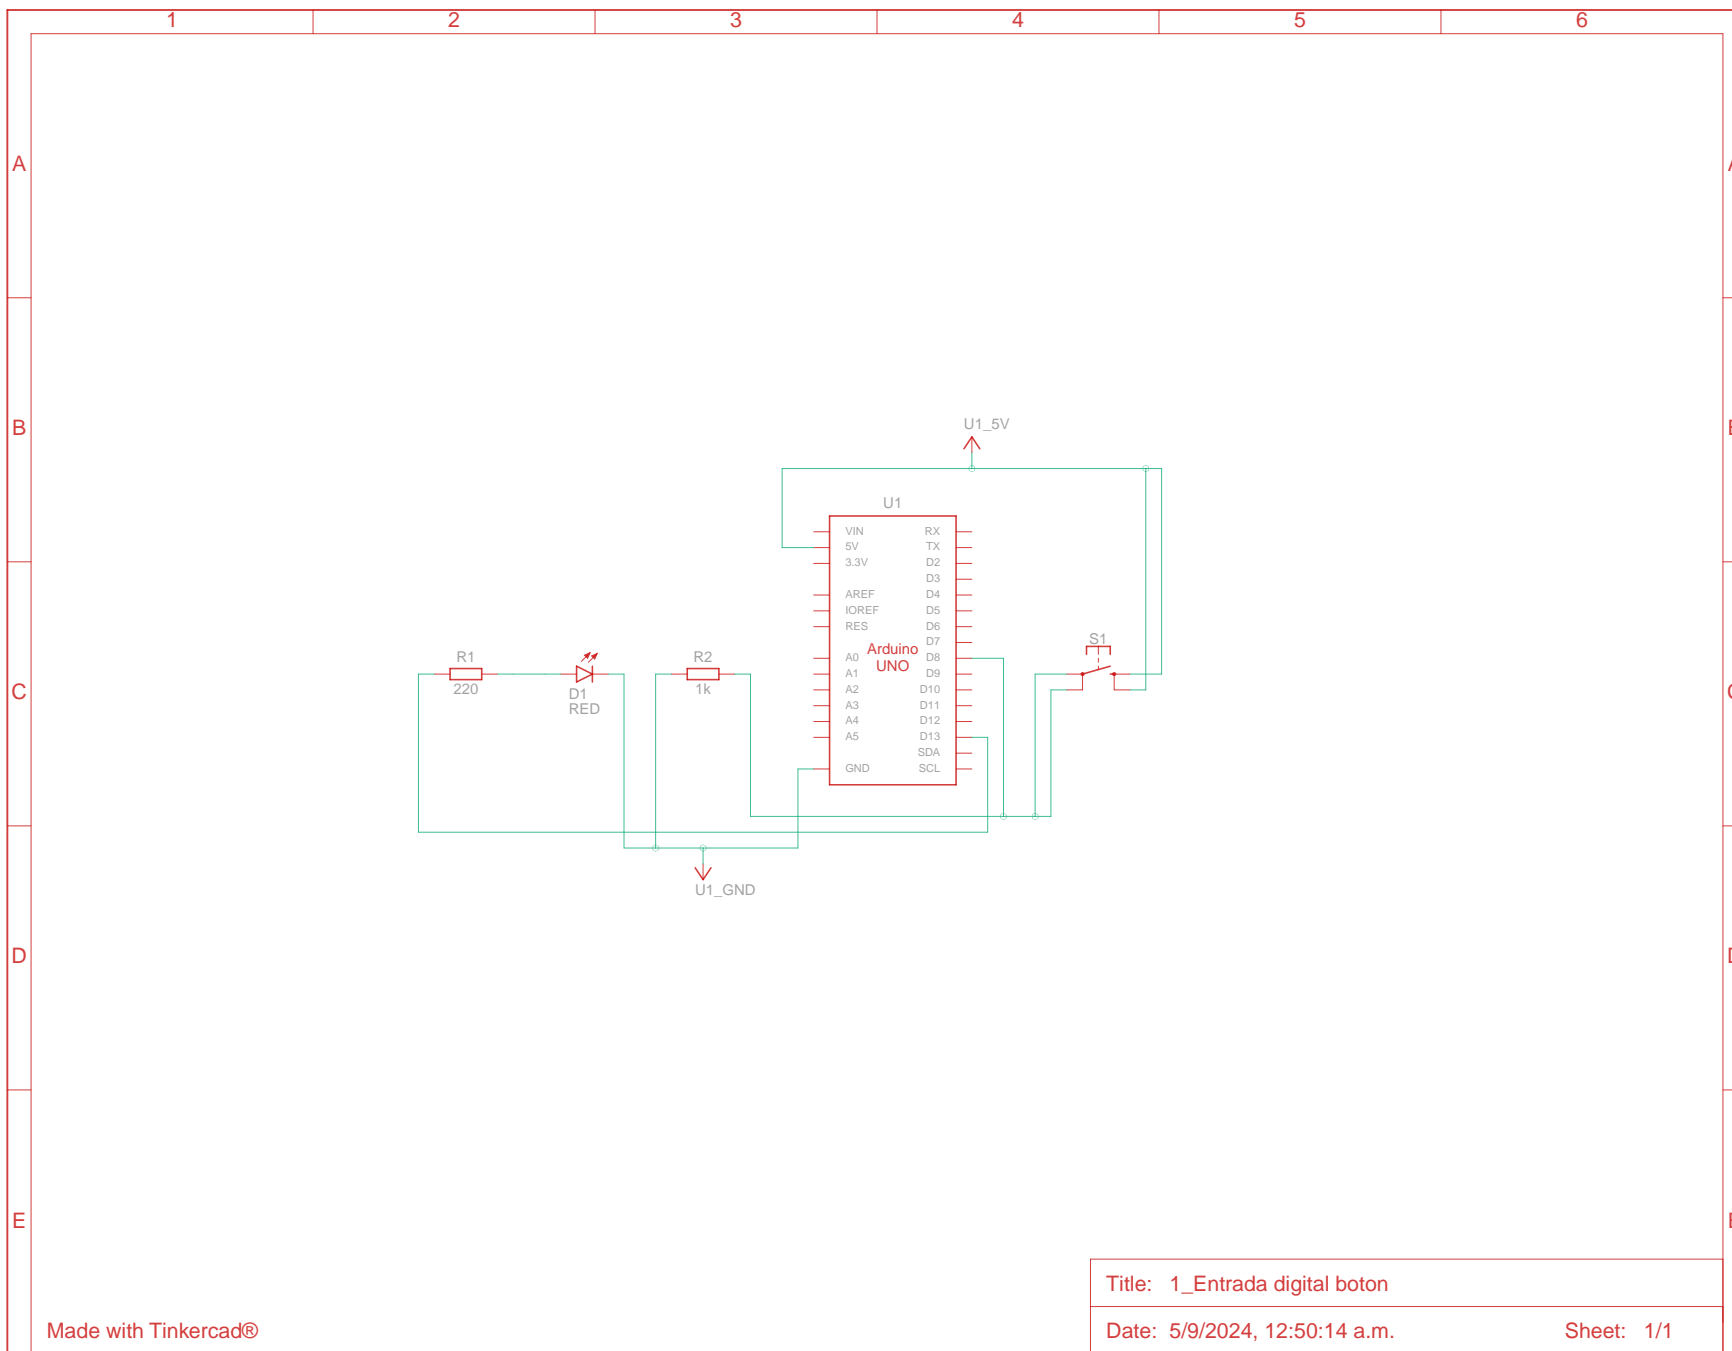 1 2 3 4 5 6
A
B
U1_5V
U1
VIN RX
5V TX
3.3V D2
D3
AREF D4
IOREF D5
RES D6
D7
S1
Arduino
UNO
R1
R2
A0 D8
A1 D9
220
1k
C
D1
RED
A2 D10
A3 D11
A4 D12
A5 D13
SDA
GND SCL
U1_GND
D
E
Title: 1_Entrada digital boton
Made with Tinkercad®
Date: 5/9/2024, 12:50:14 a.m. Sheet: 1/1